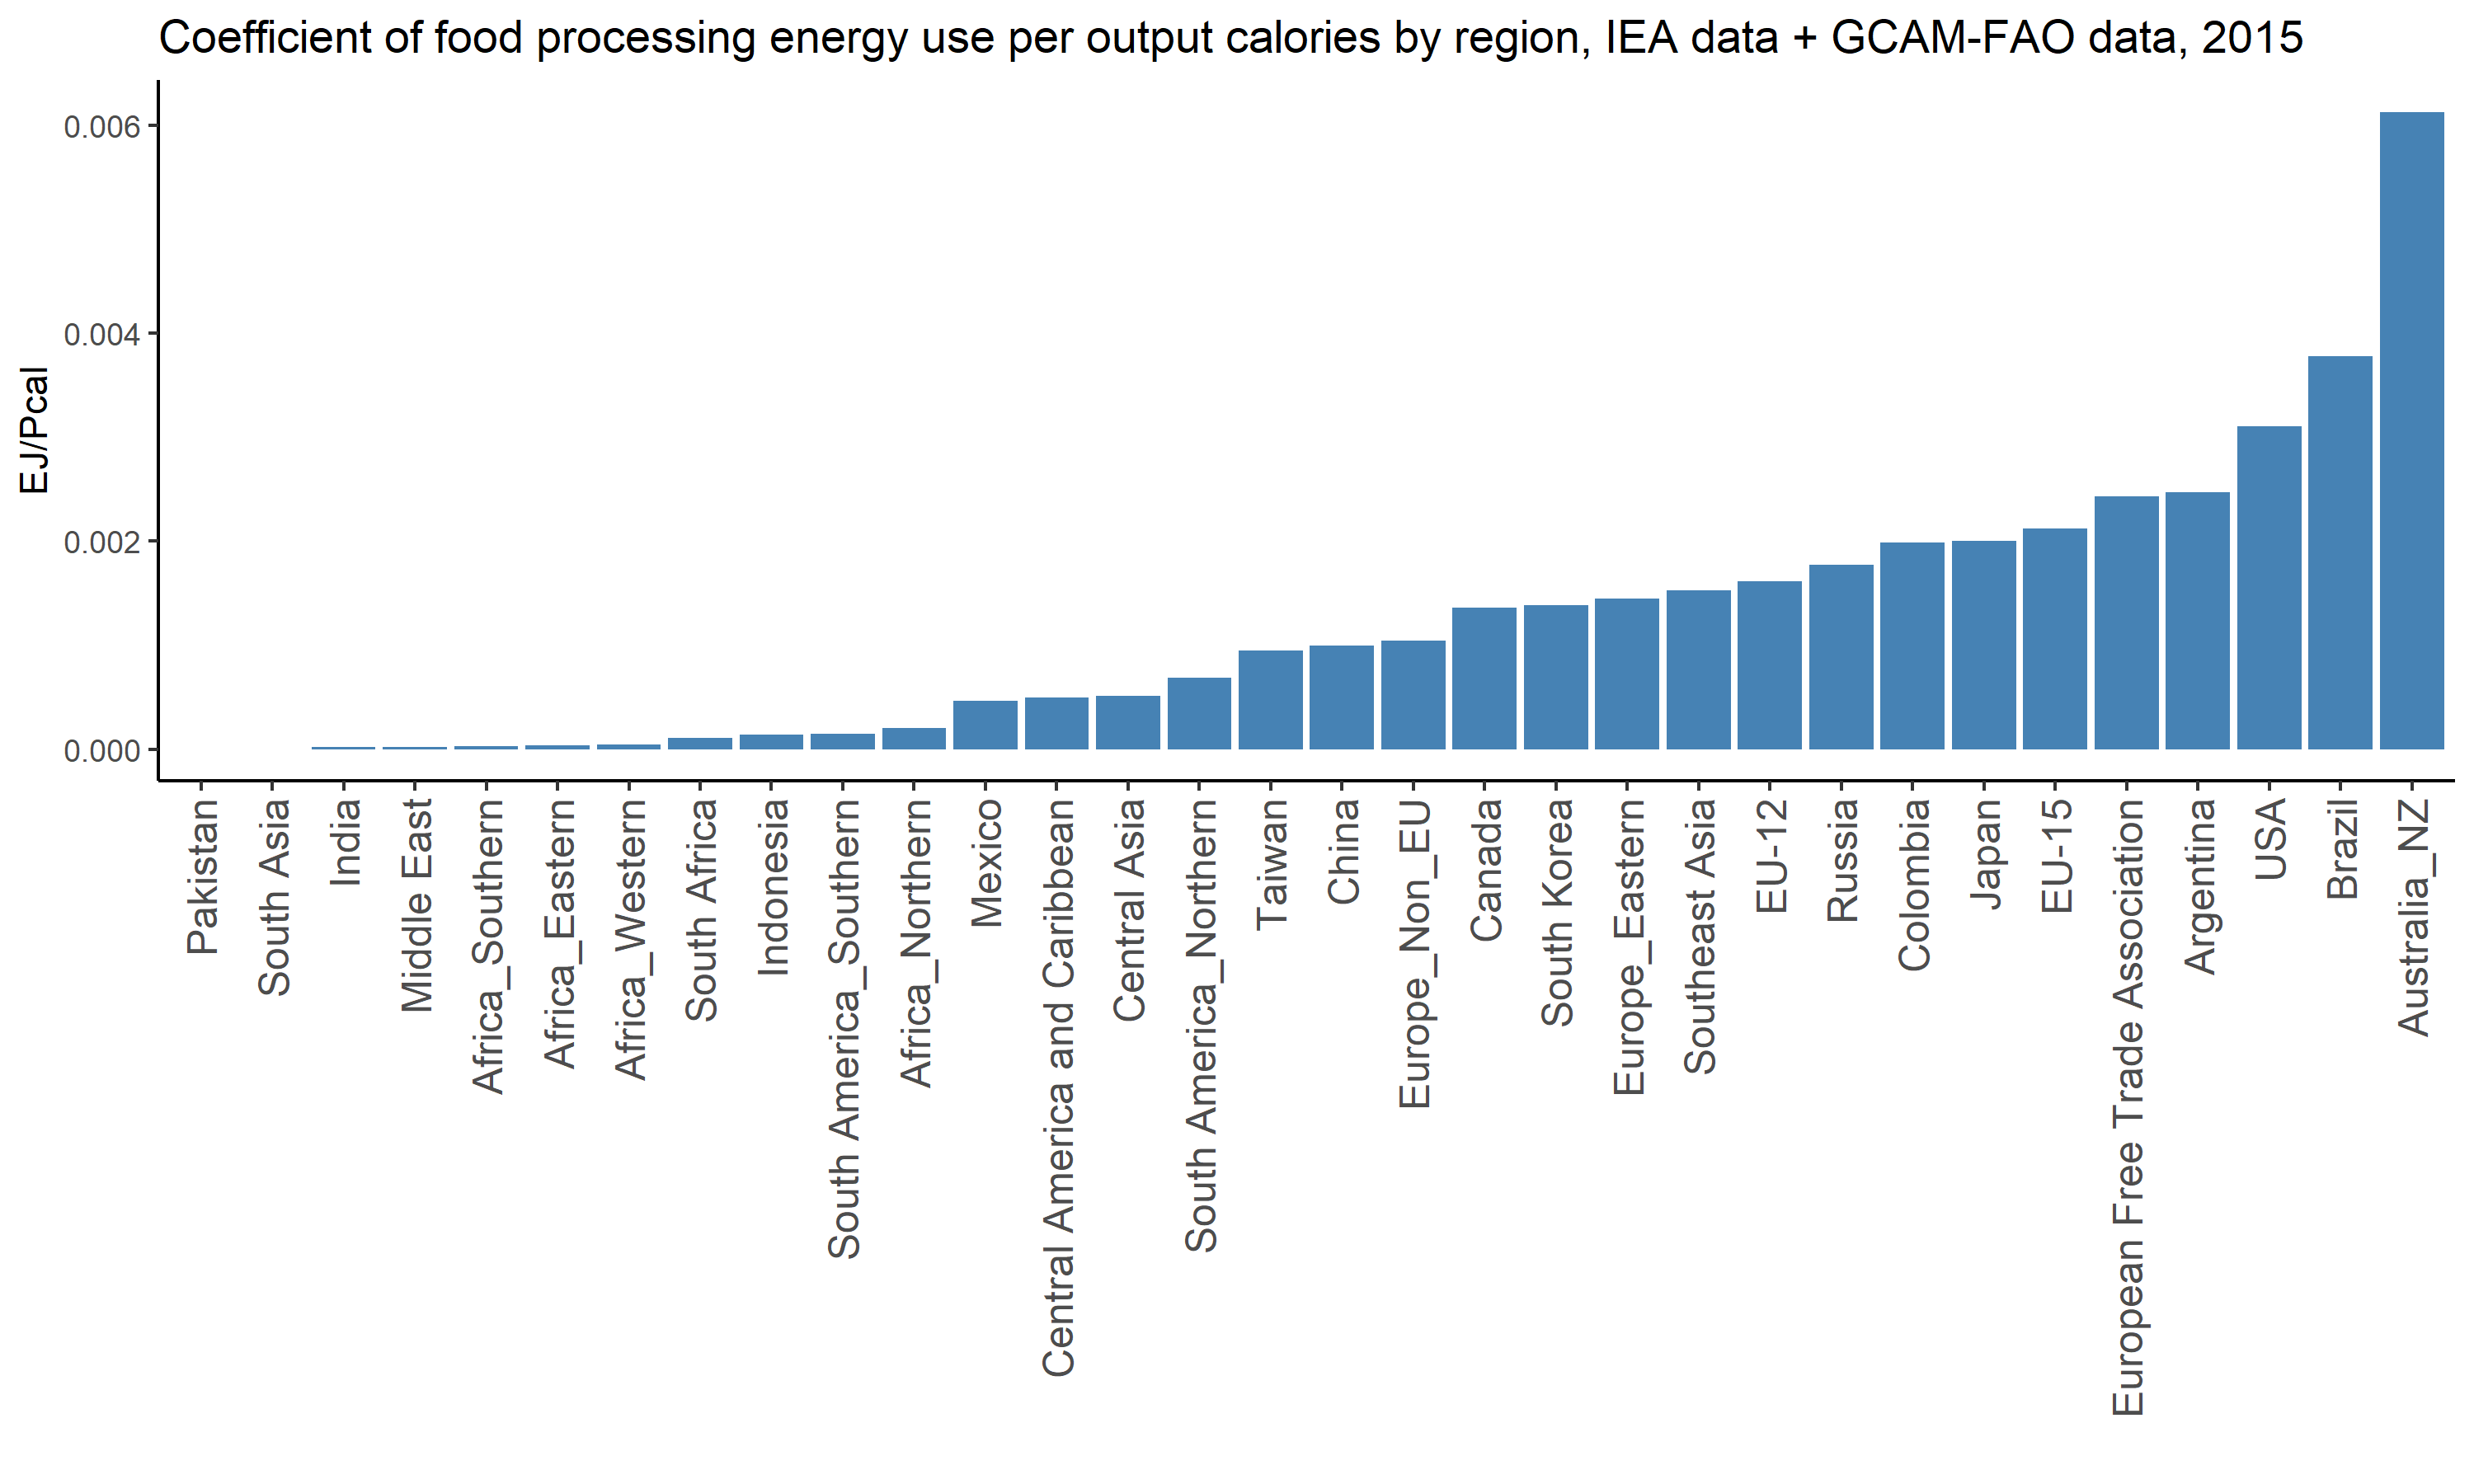 Coefficient of food processing energy use per output calories by region, IEA data + GCAM-FAO data, 2015
EJ/Pcal
0.006
0.004
0.002
0.000
Pakistan
South Asia
India
Middle East
Africa_Southern
Africa_Eastern
Africa_Western
South Africa
Indonesia
South America_Southern
Africa_Northern
Mexico
Central America and Caribbean
Central Asia
South America_Northern
Taiwan
China
Europe_Non_EU
Canada
South Korea
Europe_Eastern
Southeast Asia
EU-12
Russia
Colombia
Japan
EU-15
European Free Trade Association
Argentina
USA
Brazil
Australia_NZ